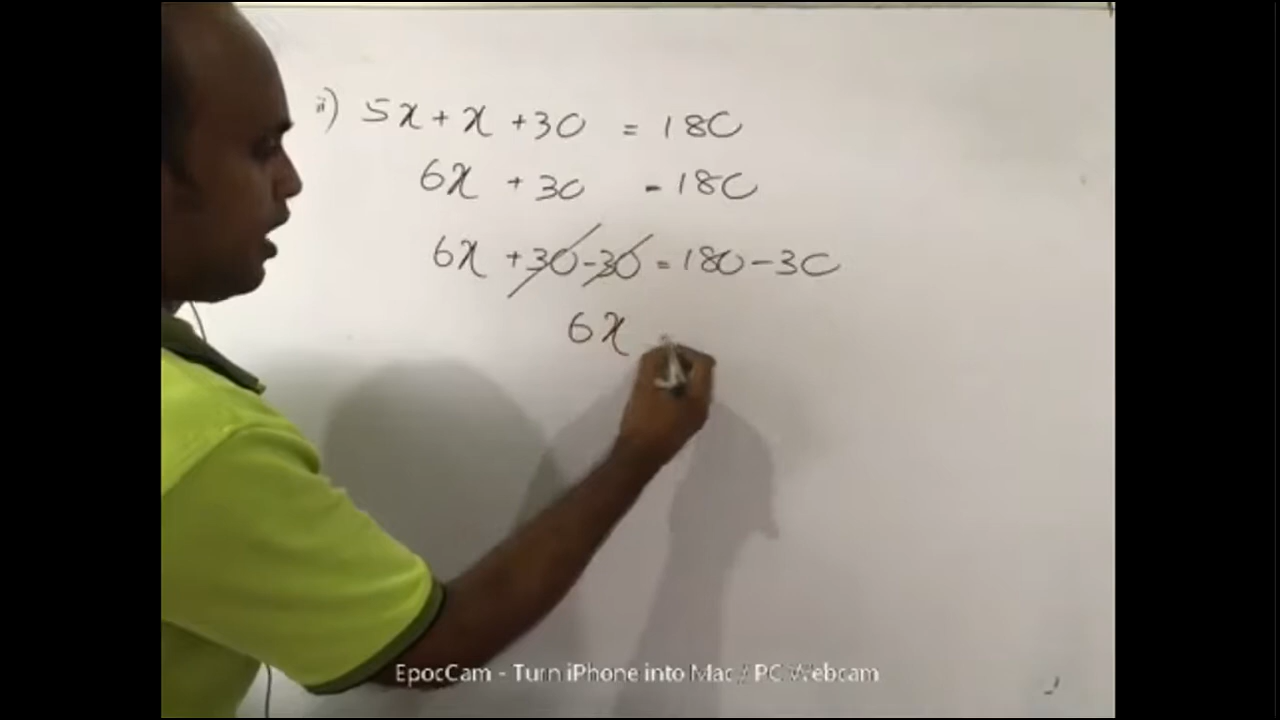 ii) 5x + x + 30 = 180
6x + 30 = 180
6x + 30 - 30 = 180 - 30
6x
EpocCam - Turn iPhone into Mac / PC Webcam